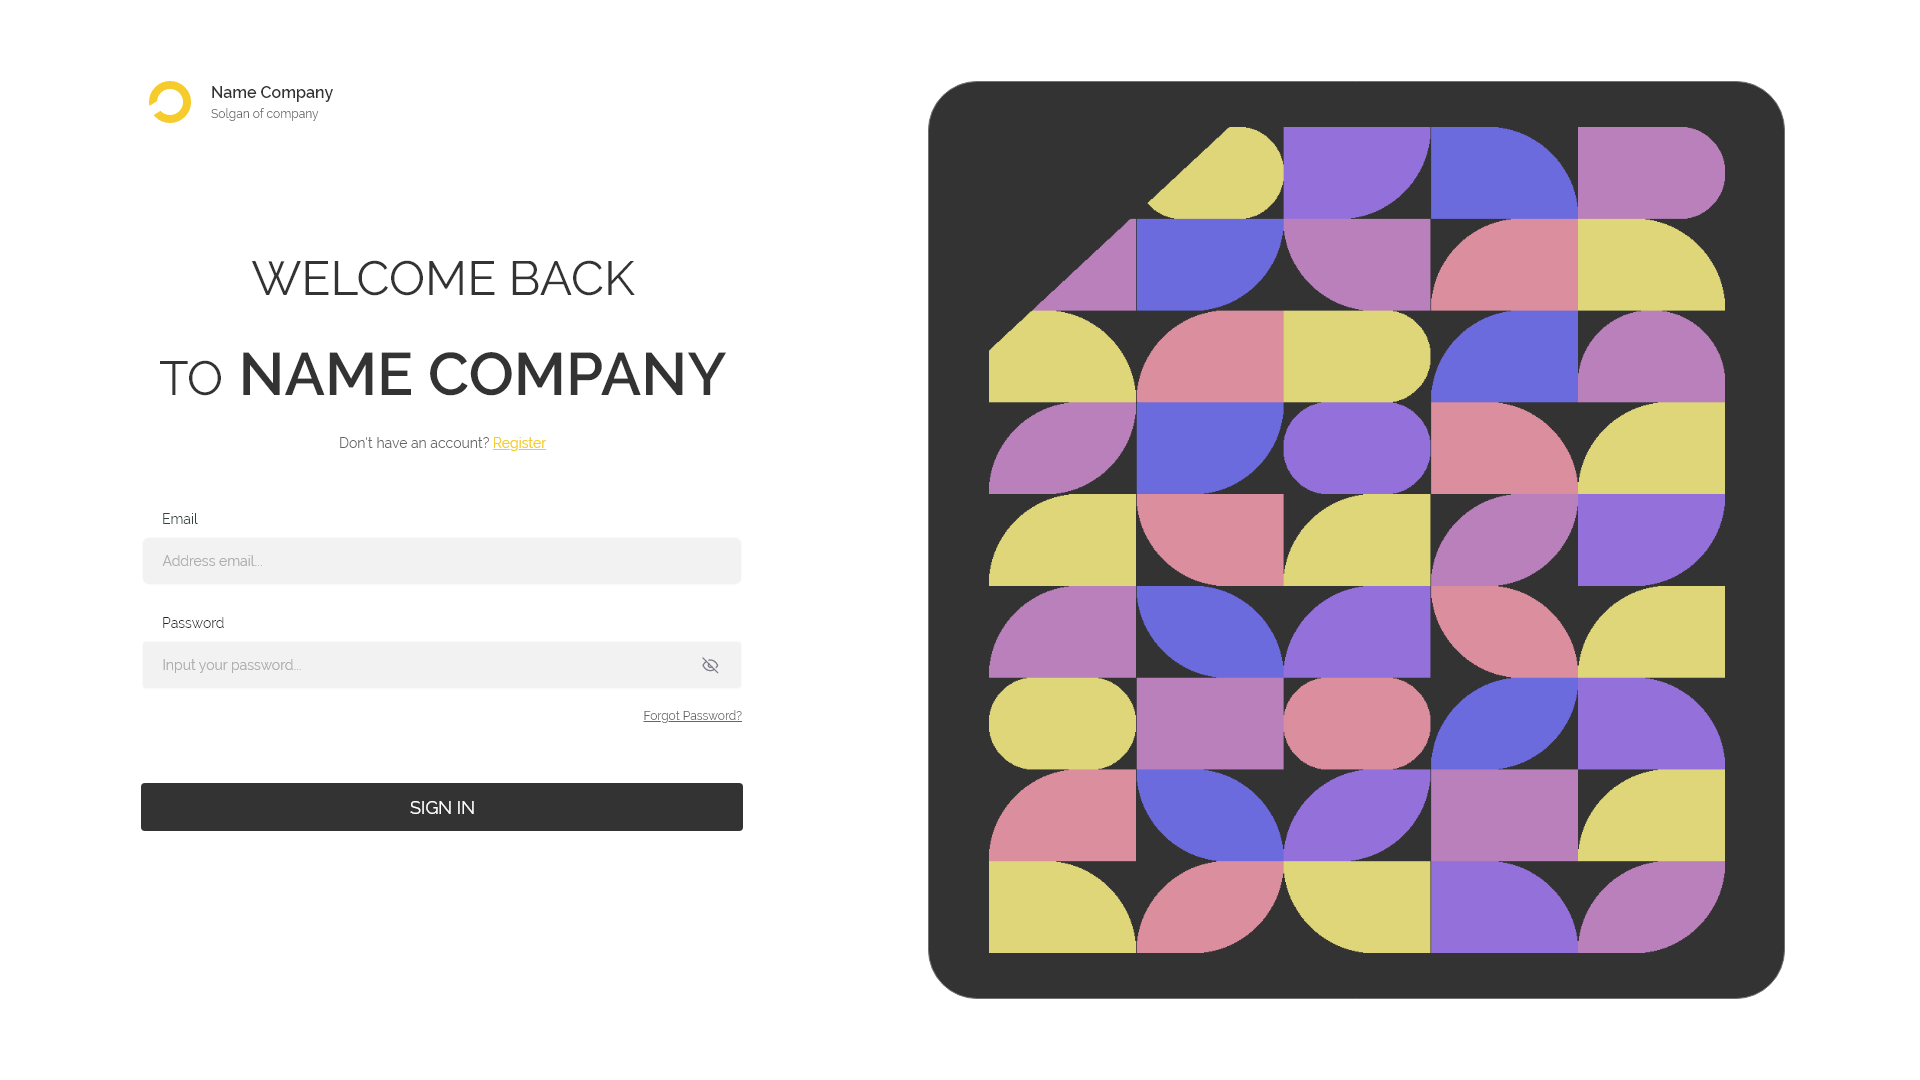 Name Company
Solgan of company
WELCOME BACK
TO NAME COMPANY
Don't have an account? Register
Email
Address email...
Password
Input your password...
Forgot Password?
SIGN IN